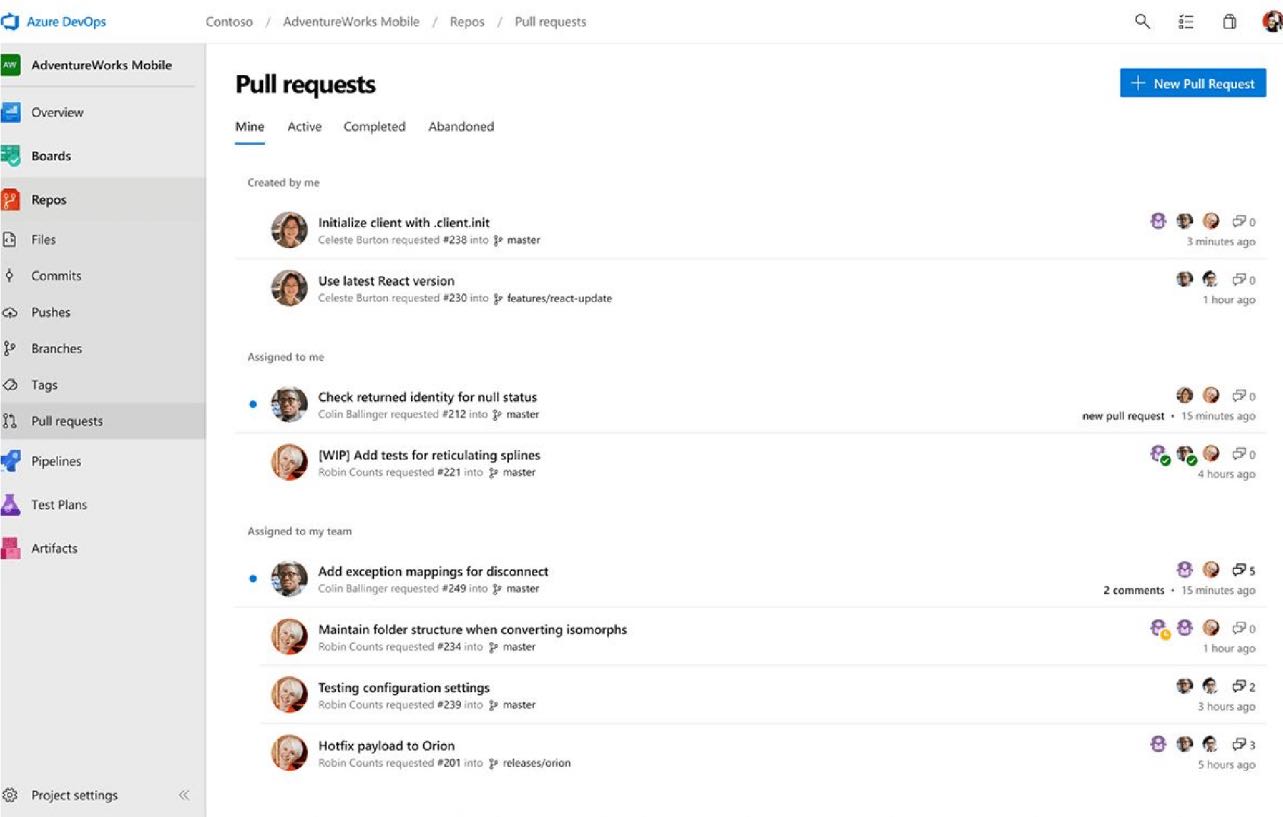 Azure DevOps
Contoso / AdventureWorks Mobile / Repos / Pull requests
AW AdventureWorks Mobile
Overview
Boards
Repos
Files
Commits
Pushes
Branches
Tags
Pull requests
Pipelines
Test Plans
Artifacts
Project settings
Pull requests
New Pull Request
Mine Active Completed Abandoned
Created by me
Initialize client with .client.init 0
Celeste Burton requested #238 into master 3 minutes ago
Use latest React version 0
Celeste Burton requested #230 into features/react-update 1 hour ago
Assigned to me
Check returned identity for null status 0
Colin Ballinger requested #212 into master new pull request • 15 minutes ago
[WIP] Add tests for reticulating splines 0
Robin Counts requested #221 into master 4 hours ago
Assigned to my team
Add exception mappings for disconnect 5
Colin Ballinger requested #249 into master 2 comments • 15 minutes ago
Maintain folder structure when converting isomorphs 0
Robin Counts requested #234 into master 1 hour ago
Testing configuration settings 2
Robin Counts requested #239 into master 3 hours ago
Hotfix payload to Orion 3
Robin Counts requested #201 into releases/orion 5 hours ago